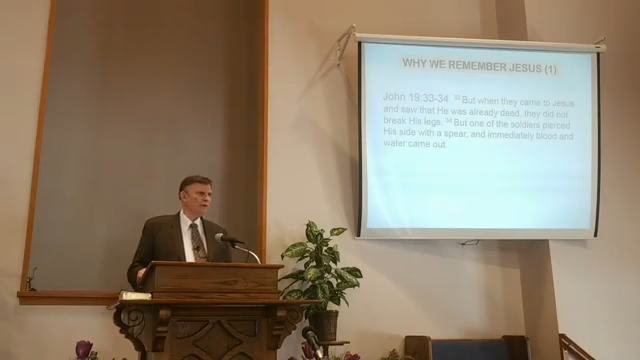 WHY WE REMEMBER JESUS (1)
John 19:33-34 33 But when they came to Jesus
and saw that He was already dead, they did not
break His legs. 34 But one of the soldiers pierced
His side with a spear, and immediately blood and
water came out.